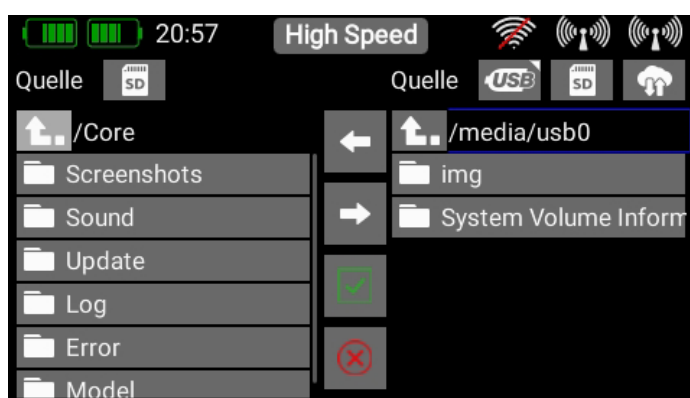 20:57 High Speed
Quelle SD
Quelle USB SD
/Core
/media/usb0
Screenshots
img
Sound
System Volume Inform
Update
Log
Error
Model